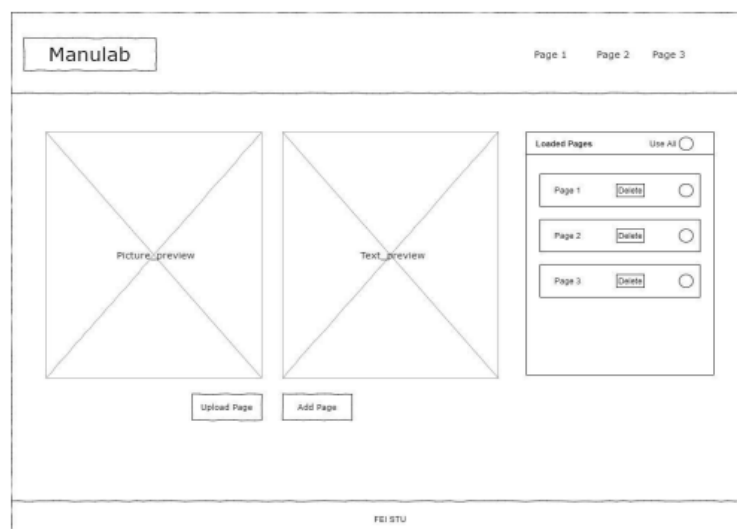 Manulab
Page 1 Page 2 Page 3
Picture_preview
Text_preview
Loaded Pages Use All
Page 1 Delete
Page 2 Delete
Page 3 Delete
Upload Page
Add Page
FEI STU